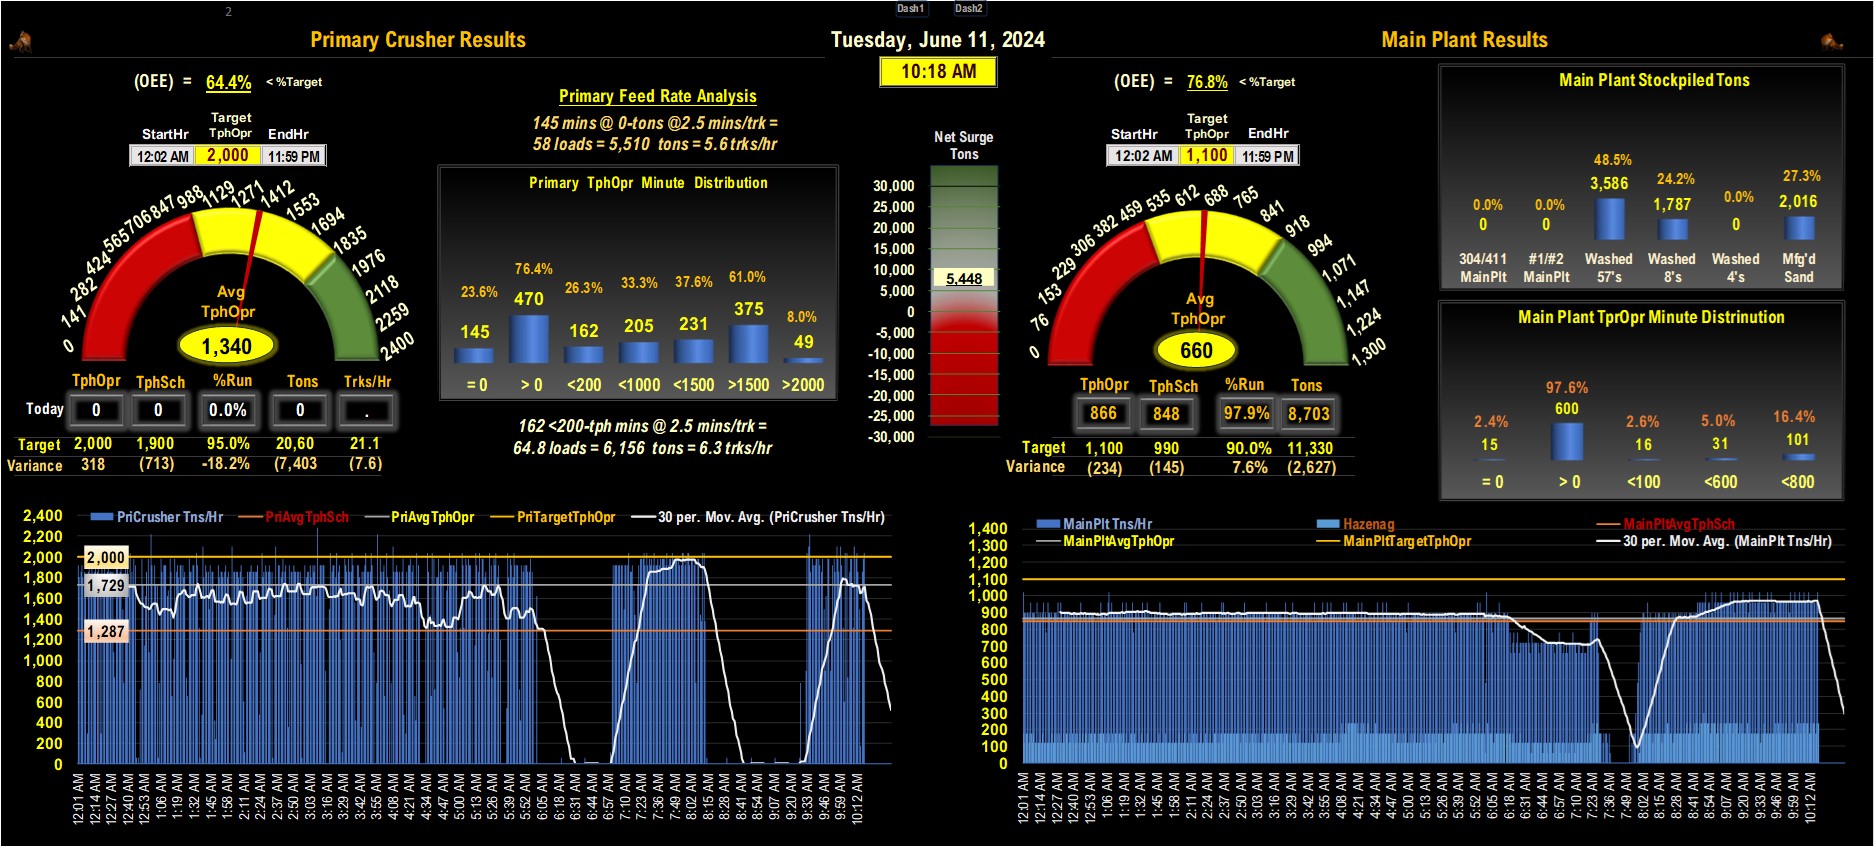 2
Dash1 Dash2
Primary Crusher Results
Tuesday, June 11, 2024
Main Plant Results
10:18 AM
(OEE) = 64.4% < %Target
Target
StartHr TphOpr EndHr
12:02 AM 2,000 11:59 PM
0 141 282 424 565 706 847 988 1129 1271 1412 1553 1694 1835 1976 2118 2259 2400
Avg
TphOpr
1,340
TphOpr TphSch %Run Tons Trks/Hr
Today 0 0 0.0% 0 .
Target 2,000 1,900 95.0% 20,60 21.1
Variance 318 (713) -18.2% (7,403 (7.6)
Primary Feed Rate Analysis
145 mins @ 0-tons @2.5 mins/trk =
58 loads = 5,510 tons = 5.6 trks/hr
Primary TphOpr Minute Distribution
23.6% 76.4% 26.3% 33.3% 37.6% 61.0% 8.0%
145 470 162 205 231 375 49
= 0 > 0 <200 <1000 <1500 >1500 >2000
162 <200-tph mins @ 2.5 mins/trk =
64.8 loads = 6,156 tons = 6.3 trks/hr
Net Surge
Tons
30,000
25,000
20,000
15,000
10,000
5,448
5,000
0
-5,000
-10,000
-15,000
-20,000
-25,000
-30,000
(OEE) = 76.8% < %Target
Target
StartHr TphOpr EndHr
12:02 AM 1,100 11:59 PM
0 76 153 229 306 382 459 535 612 688 765 841 918 994 1,071 1,147 1,224 1,300
Avg
TphOpr
660
TphOpr TphSch %Run Tons
866 848 97.9% 8,703
Target 1,100 990 90.0% 11,330
Variance (234) (145) 7.6% (2,627)
Main Plant Stockpiled Tons
0.0% 0.0% 48.5% 24.2% 0.0% 27.3%
0 0 3,586 1,787 0 2,016
304/411 #1/#2 Washed Washed Washed Mfg'd
MainPlt MainPlt 57's 8's 4's Sand
Main Plant TprOpr Minute Distrinution
2.4% 97.6% 2.6% 5.0% 16.4%
15 600 16 31 101
= 0 > 0 <100 <600 <800
PriCrusher Tns/Hr PriAvgTphSch PriAvgTphOpr PriTargetTphOpr 30 per. Mov. Avg. (PriCrusher Tns/Hr)
2,400
2,200
2,000
1,800
1,600
1,400
1,200
1,000
800
600
400
200
0
2,000
1,729
1,287
12:01 AM 12:14 AM 12:27 AM 12:40 AM 12:53 AM 1:06 AM 1:19 AM 1:32 AM 1:45 AM 1:58 AM 2:11 AM 2:24 AM 2:37 AM 2:50 AM 3:03 AM 3:16 AM 3:29 AM 3:42 AM 3:55 AM 4:08 AM 4:21 AM 4:34 AM 4:47 AM 5:00 AM 5:13 AM 5:26 AM 5:39 AM 5:52 AM 6:05 AM 6:18 AM 6:31 AM 6:44 AM 6:57 AM 7:10 AM 7:23 AM 7:36 AM 7:49 AM 8:02 AM 8:15 AM 8:28 AM 8:41 AM 8:54 AM 9:07 AM 9:20 AM 9:33 AM 9:46 AM 9:59 AM 10:12 AM
MainPlt Tns/Hr Hazenag MainPltAvgTphSch
MainPltAvgTphOpr MainPltTargetTphOpr 30 per. Mov. Avg. (MainPlt Tns/Hr)
1,400
1,300
1,200
1,100
1,000
900
800
700
600
500
400
300
200
100
0
12:01 AM 12:14 AM 12:27 AM 12:40 AM 12:53 AM 1:06 AM 1:19 AM 1:32 AM 1:45 AM 1:58 AM 2:11 AM 2:24 AM 2:37 AM 2:50 AM 3:03 AM 3:16 AM 3:29 AM 3:42 AM 3:55 AM 4:08 AM 4:21 AM 4:34 AM 4:47 AM 5:00 AM 5:13 AM 5:26 AM 5:39 AM 5:52 AM 6:05 AM 6:18 AM 6:31 AM 6:44 AM 6:57 AM 7:10 AM 7:23 AM 7:36 AM 7:49 AM 8:02 AM 8:15 AM 8:28 AM 8:41 AM 8:54 AM 9:07 AM 9:20 AM 9:33 AM 9:46 AM 9:59 AM 10:12 AM